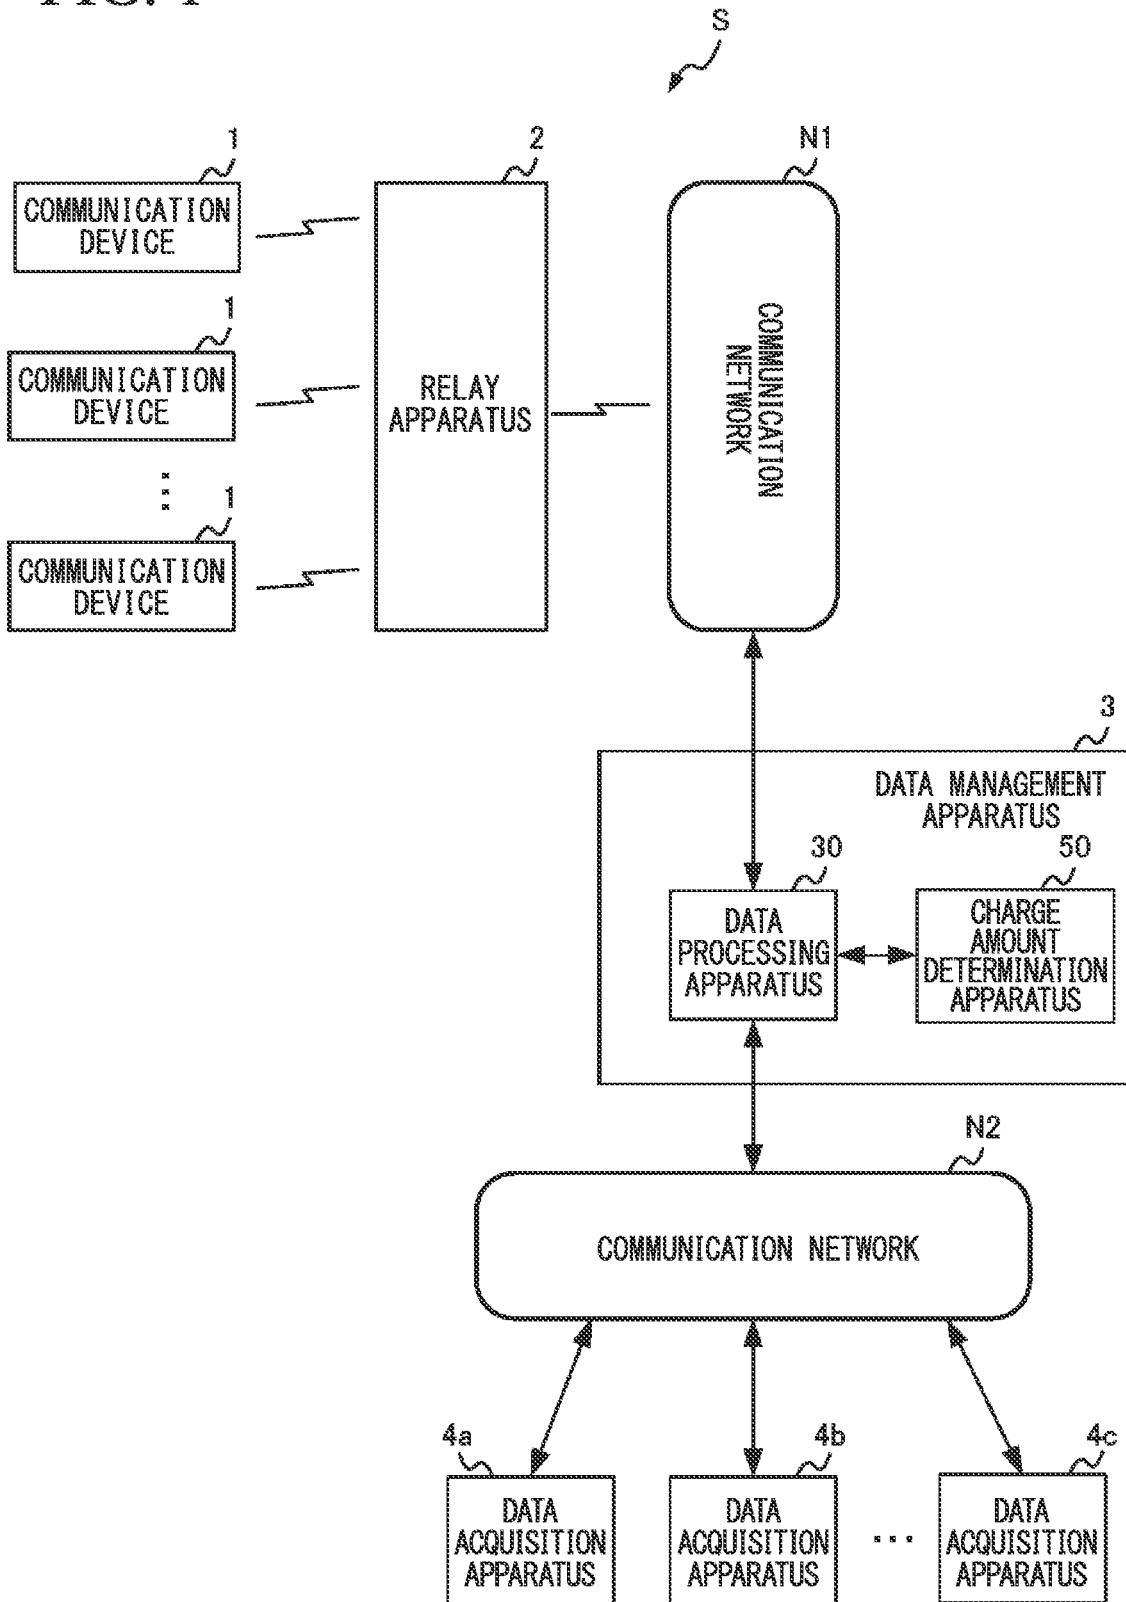 S
1
COMMUNICATION
DEVICE
2
RELAY
APPARATUS
N1
COMMUNICATION
NETWORK
1
COMMUNICATION
DEVICE
1
COMMUNICATION
DEVICE
3
DATA MANAGEMENT
APPARATUS
30
DATA
PROCESSING
APPARATUS
50
CHARGE
AMOUNT
DETERMINATION
APPARATUS
N2
COMMUNICATION NETWORK
4a
DATA
ACQUISITION
APPARATUS
4b
DATA
ACQUISITION
APPARATUS
...
4c
DATA
ACQUISITION
APPARATUS